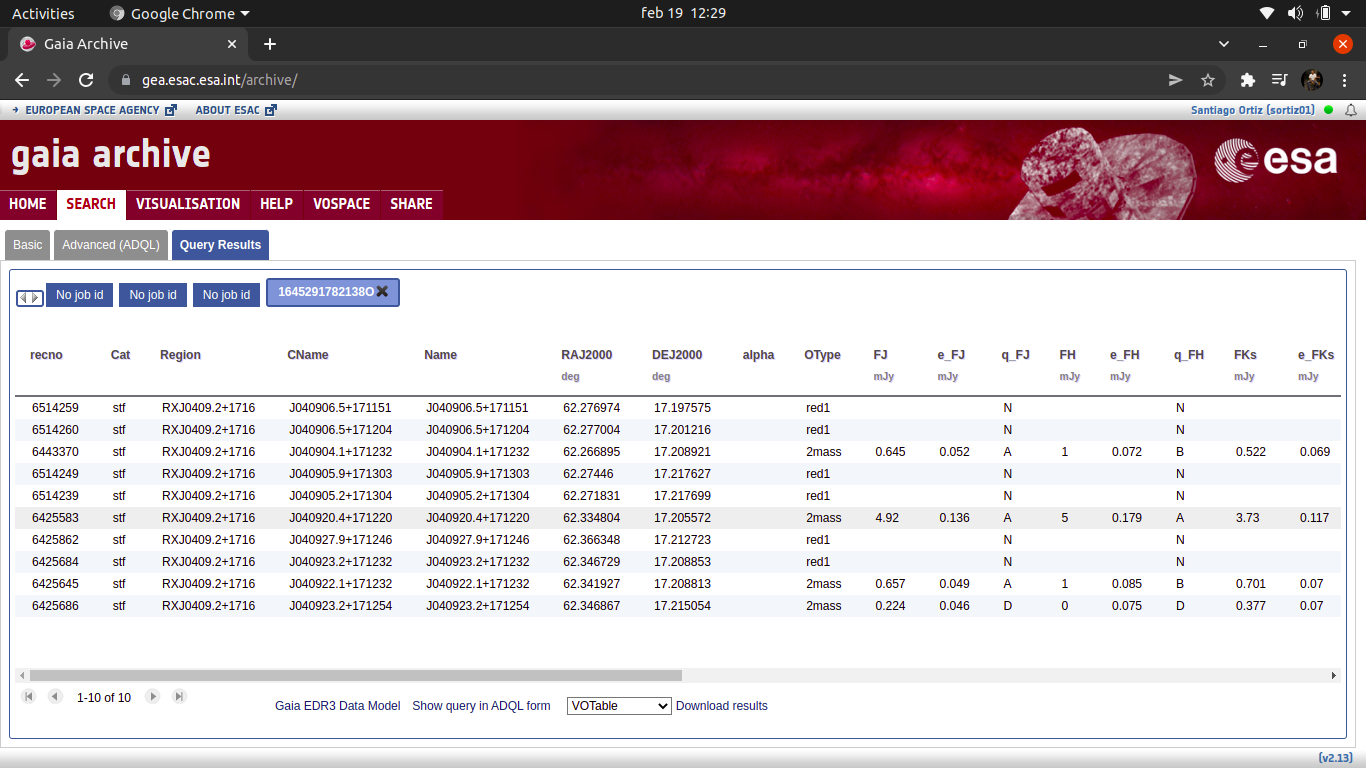 Activities Google Chrome feb 19 12:29
Gaia Archive
gea.esac.esa.int/archive/
EUROPEAN SPACE AGENCY ABOUT ESAC Santiago Ortiz (sortiz01)
gaia archive esa
HOME SEARCH VISUALISATION HELP VOSPACE SHARE
Basic Advanced (ADQL) Query Results
No job id No job id No job id 1645291782138O
recno Cat Region CName Name RAJ2000 DEJ2000 alpha OType FJ e_FJ q_FJ FH e_FH q_FH FKs e_FKs
deg deg mJy mJy mJy mJy mJy mJy
6514259 stf RXJ0409.2+1716 J040906.5+171151 J040906.5+171151 62.276974 17.197575 red1 N N
6514260 stf RXJ0409.2+1716 J040906.5+171204 J040906.5+171204 62.277004 17.201216 red1 N N
6443370 stf RXJ0409.2+1716 J040904.1+171232 J040904.1+171232 62.266895 17.208921 2mass 0.645 0.052 A 1 0.072 B 0.522 0.069
6514249 stf RXJ0409.2+1716 J040905.9+171303 J040905.9+171303 62.27446 17.217627 red1 N N
6514239 stf RXJ0409.2+1716 J040905.2+171304 J040905.2+171304 62.271831 17.217699 red1 N N
6425583 stf RXJ0409.2+1716 J040920.4+171220 J040920.4+171220 62.334804 17.205572 2mass 4.92 0.136 A 5 0.179 A 3.73 0.117
6425862 stf RXJ0409.2+1716 J040927.9+171246 J040927.9+171246 62.366348 17.212723 red1 N N
6425684 stf RXJ0409.2+1716 J040923.2+171232 J040923.2+171232 62.346729 17.208853 red1 N N
6425645 stf RXJ0409.2+1716 J040922.1+171232 J040922.1+171232 62.341927 17.208813 2mass 0.657 0.049 A 1 0.085 B 0.701 0.07
6425686 stf RXJ0409.2+1716 J040923.2+171254 J040923.2+171254 62.346867 17.215054 2mass 0.224 0.046 D 0 0.075 D 0.377 0.07
1-10 of 10 Gaia EDR3 Data Model Show query in ADQL form VOTable Download results
(v2.13)